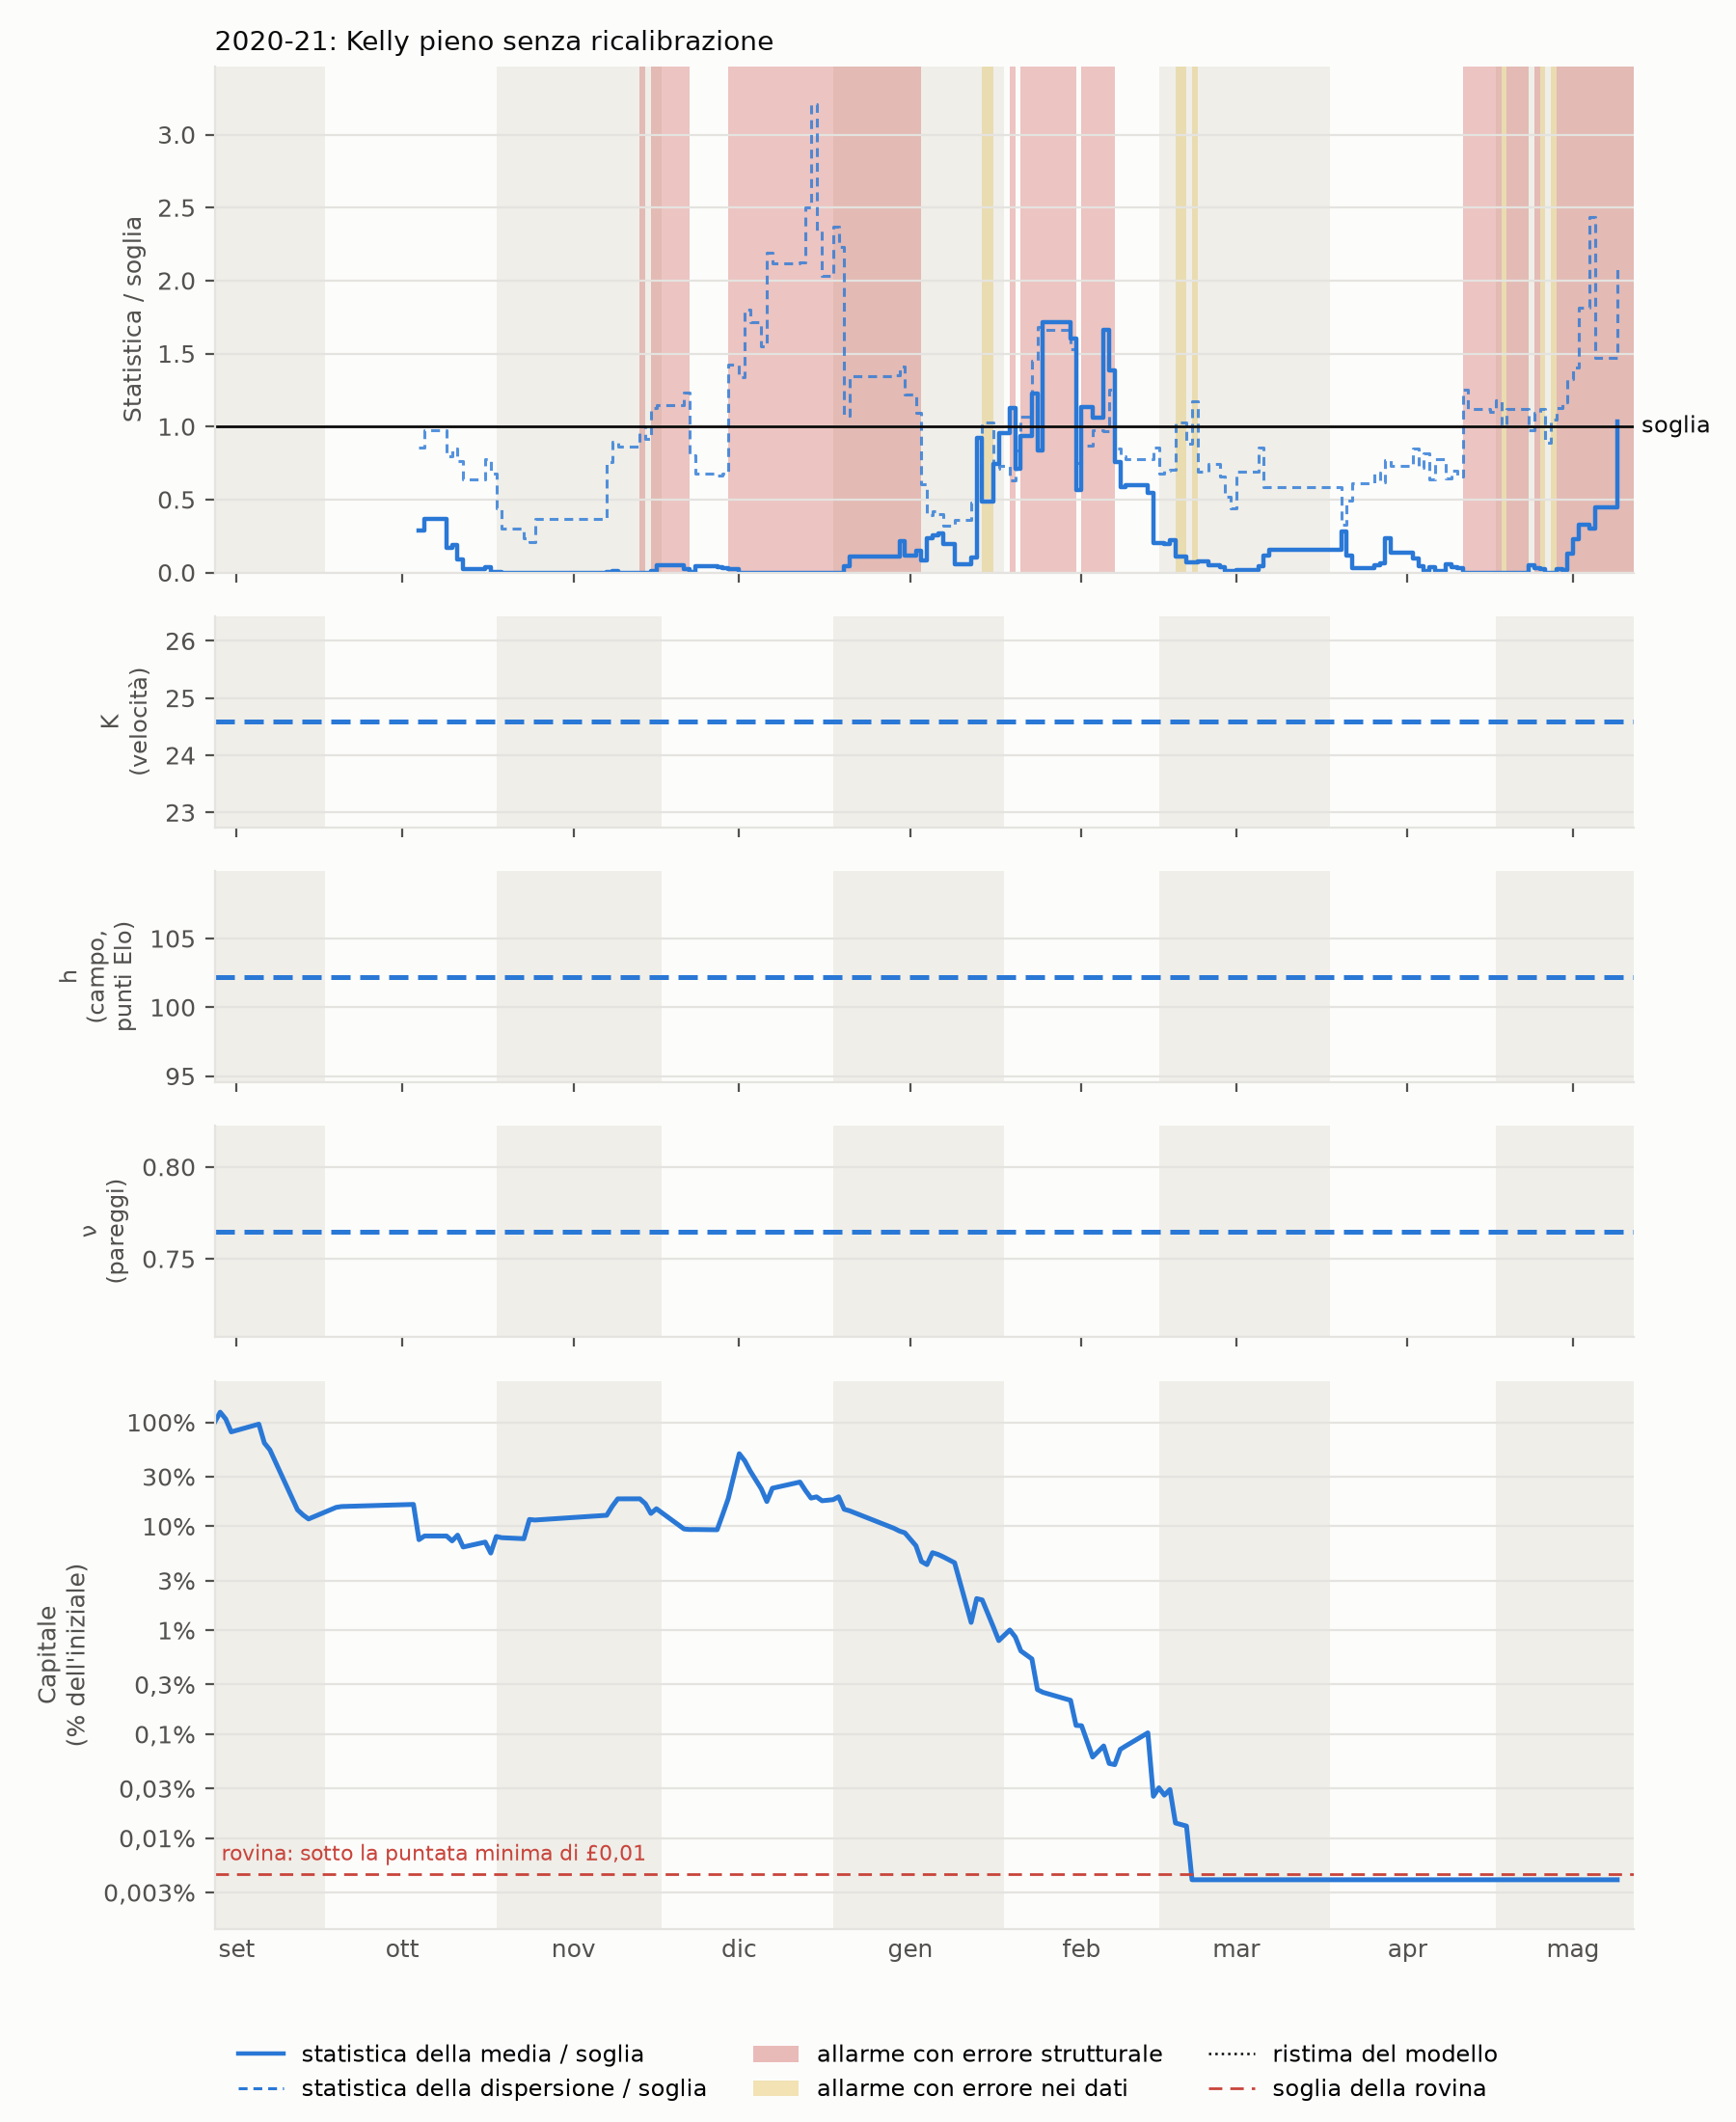 2020-21: Kelly pieno senza ricalibrazione
Statistica / soglia
3.0
2.5
2.0
1.5
1.0
0.5
0.0
soglia
K
(velocità)
26
25
24
23
h
(campo,
punti Elo)
105
100
95
ν
(pareggi)
0.80
0.75
Capitale
(% dell'iniziale)
100%
30%
10%
3%
1%
0,3%
0,1%
0,03%
0,01%
0,003%
rovina: sotto la puntata minima di £0,01
set ott nov dic gen feb mar apr mag
statistica della media / soglia
statistica della dispersione / soglia
allarme con errore strutturale
allarme con errore nei dati
ristima del modello
soglia della rovina